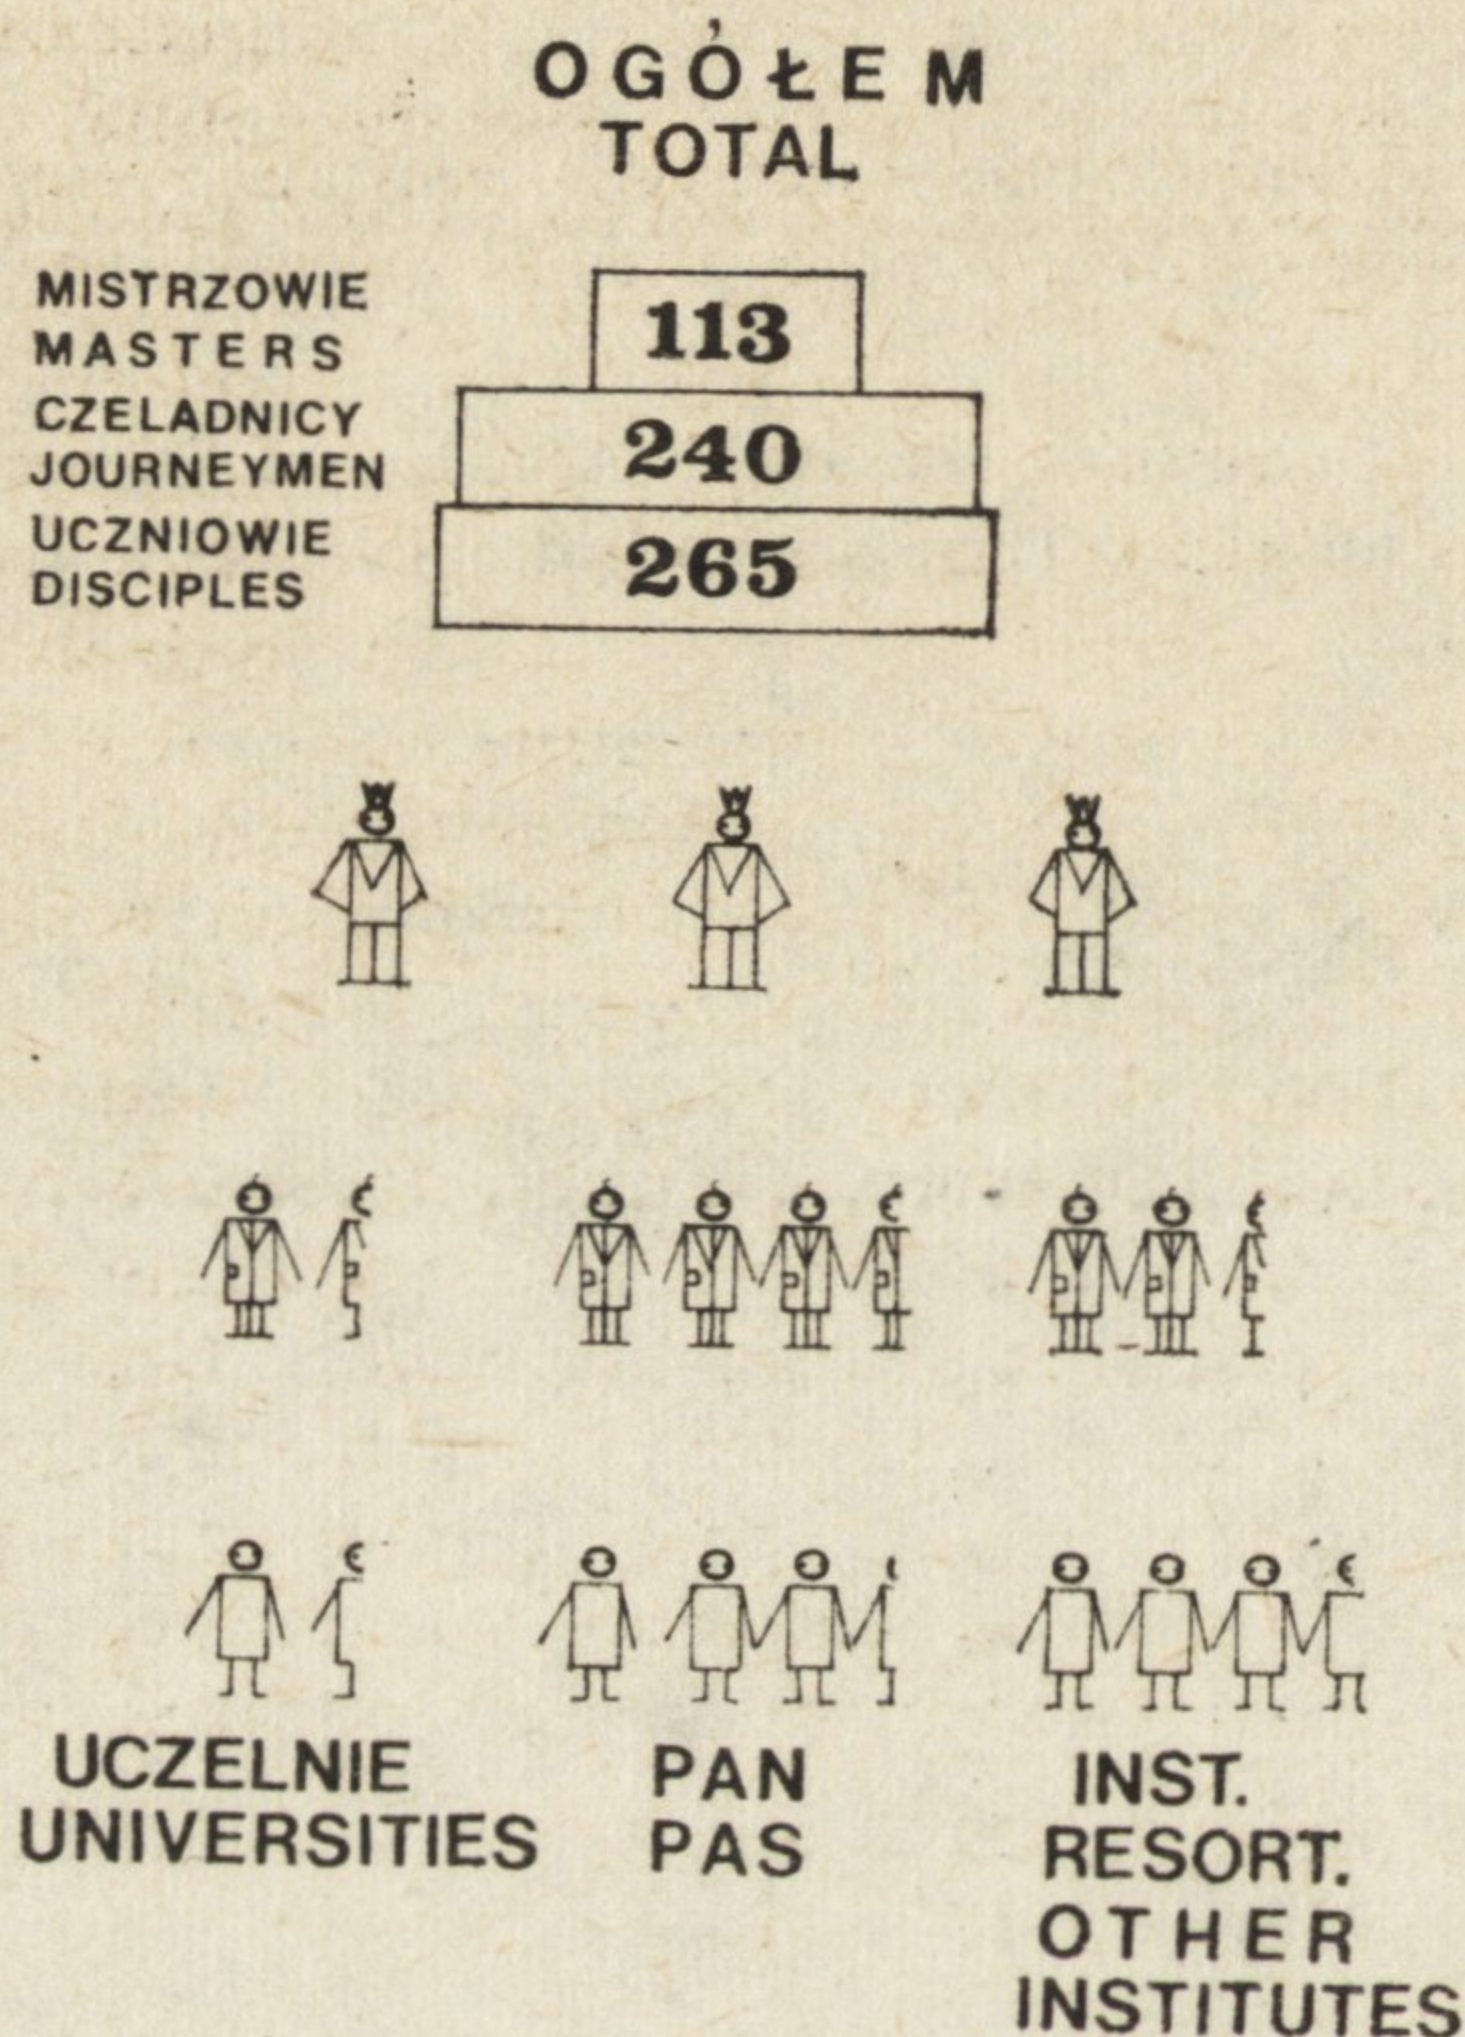 OGÓŁEM
TOTAL
MISTRZOWIE
MASTERS
113
CZELADNICY
JOURNEYMEN
240
UCZNIOWIE
DISCIPLES
265
UCZELNIE
UNIVERSITIES
PAN
PAS
INST.
RESORT.
OTHER
INSTITUTES